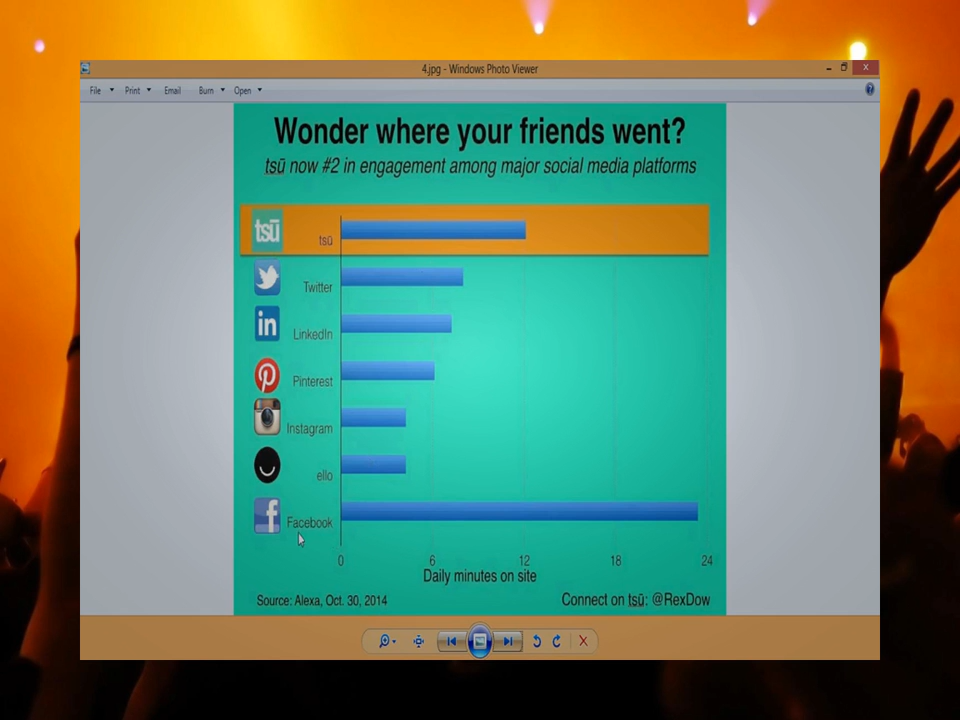 4.jpg - Windows Photo Viewer
File Print Email Burn Open
Wonder where your friends went?
tsū now #2 in engagement among major social media platforms
tsū tsū
Twitter
in LinkedIn
Pinterest
Instagram
ello
f Facebook
0 6 12 18 24
Daily minutes on site
Source: Alexa, Oct. 30, 2014 Connect on tsū: @RexDow